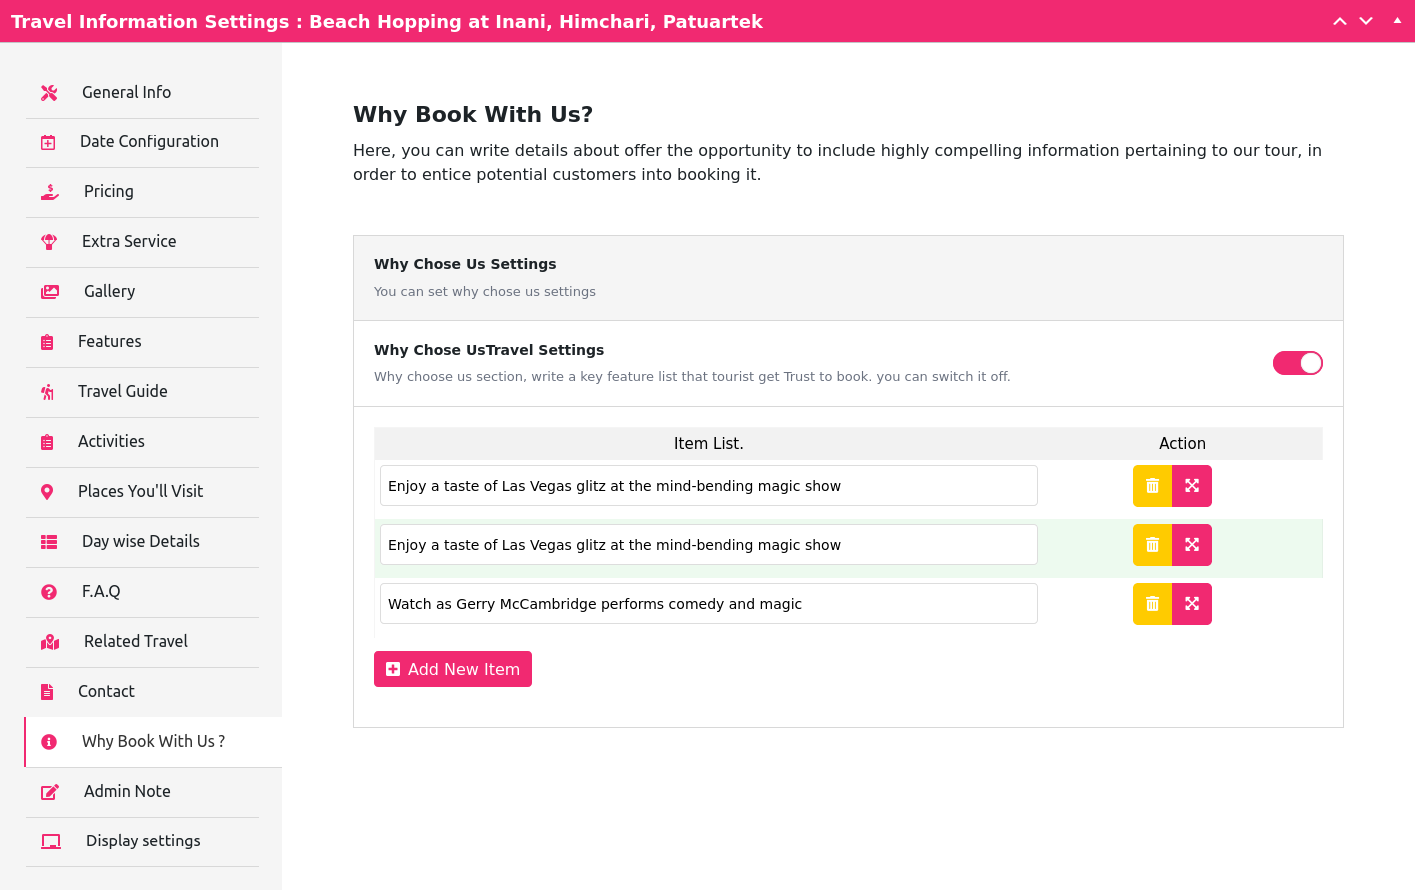 Travel Information Settings : Beach Hopping at Inani, Himchari, Patuartek
General Info
Date Configuration
Pricing
Extra Service
Gallery
Features
Travel Guide
Activities
Places You'll Visit
Day wise Details
F.A.Q
Related Travel
Contact
Why Book With Us ?
Admin Note
Display settings
Why Book With Us?
Here, you can write details about offer the opportunity to include highly compelling information pertaining to our tour, in
order to entice potential customers into booking it.
Why Chose Us Settings
You can set why chose us settings
Why Chose UsTravel Settings
Why choose us section, write a key feature list that tourist get Trust to book. you can switch it off.
Item List. Action
Enjoy a taste of Las Vegas glitz at the mind-bending magic show
Enjoy a taste of Las Vegas glitz at the mind-bending magic show
Watch as Gerry McCambridge performs comedy and magic
Add New Item